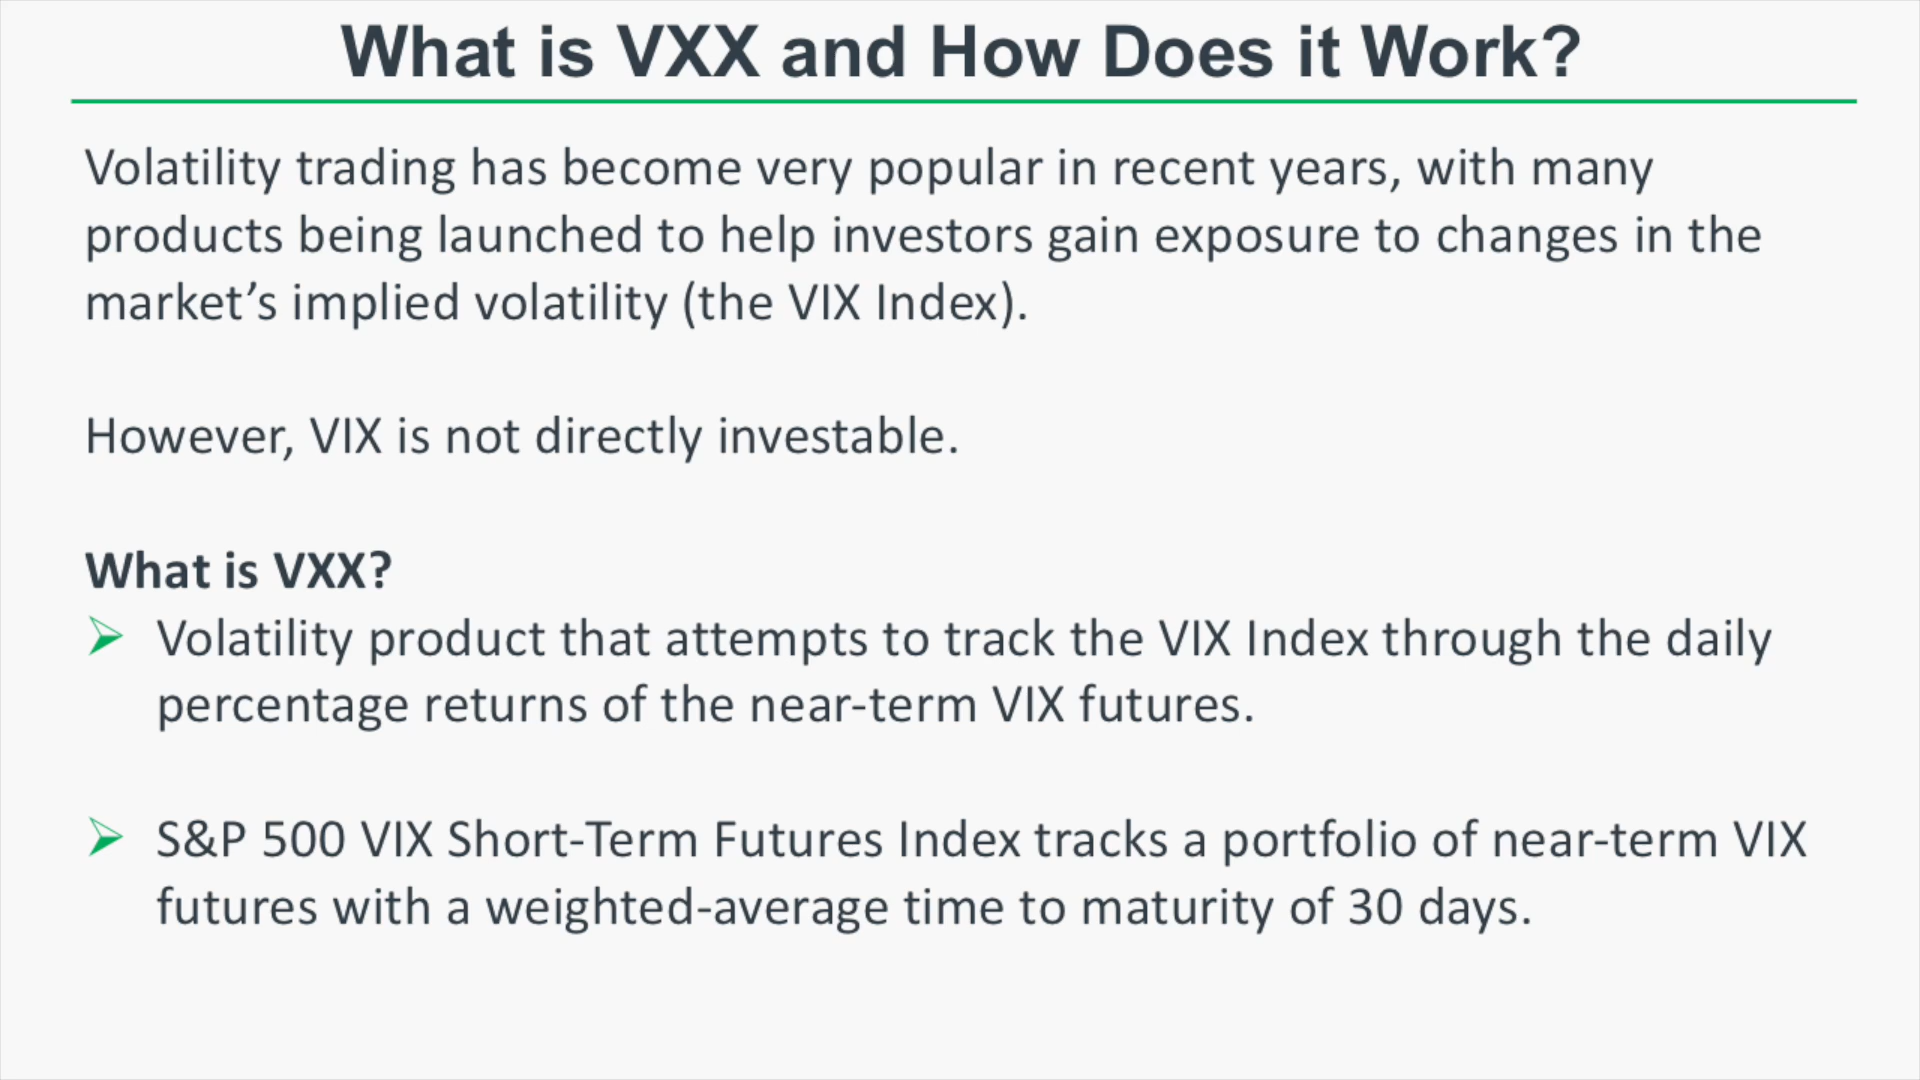 What is VXX and How Does it Work?
Volatility trading has become very popular in recent years, with many
products being launched to help investors gain exposure to changes in the
market’s implied volatility (the VIX Index).
However, VIX is not directly investable.
What is VXX?
Volatility product that attempts to track the VIX Index through the daily
percentage returns of the near-term VIX futures.
S&P 500 VIX Short-Term Futures Index tracks a portfolio of near-term VIX
futures with a weighted-average time to maturity of 30 days.